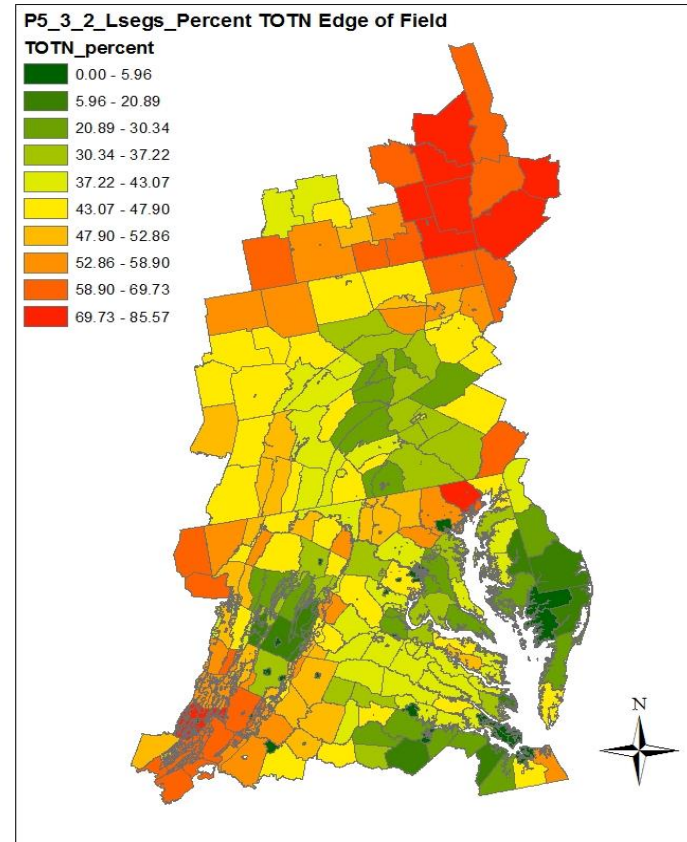 P5_3_2_Lsegs_Percent TOTN Edge of Field
TOTN_percent
0.00 - 5.96
5.96 - 20.89
20.89 - 30.34
30.34 - 37.22
37.22 - 43.07
43.07 - 47.90
47.90 - 52.86
52.86 - 58.90
58.90 - 69.73
69.73 - 85.57
N